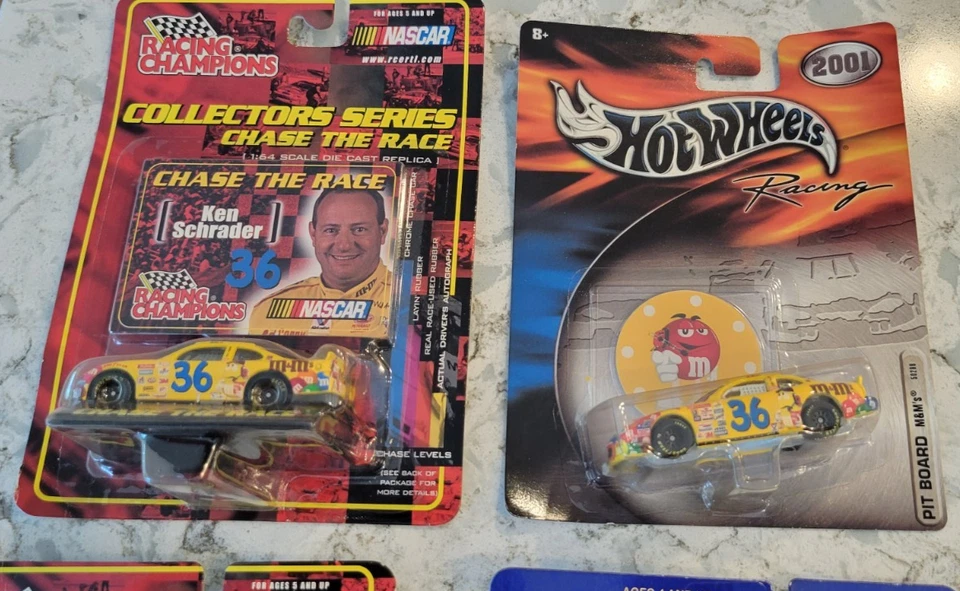 FOR AGES 5 AND UP
NASCAR
www.rcertl.com
RACING
CHAMPIONS
COLLECTORS SERIES
CHASE THE RACE
[ 1:64 SCALE DIE CAST REPLICA ]
CHASE THE RACE
[ Ken
Schrader ]
36
RACING
CHAMPIONS
NASCAR
CHROME CHASE CAR
LAYIN' RUBBER
REAL RACE-USED RUBBER
ACTUAL DRIVER'S AUTOGRAPH
36
m&m's
CHASE LEVELS
(SEE BACK OF
PACKAGE FOR
MORE DETAILS)
8+
2001
HOT WHEELS
Racing
m
36
m&m's
PIT BOARD M&M's®
FOR AGES 5 AND UP